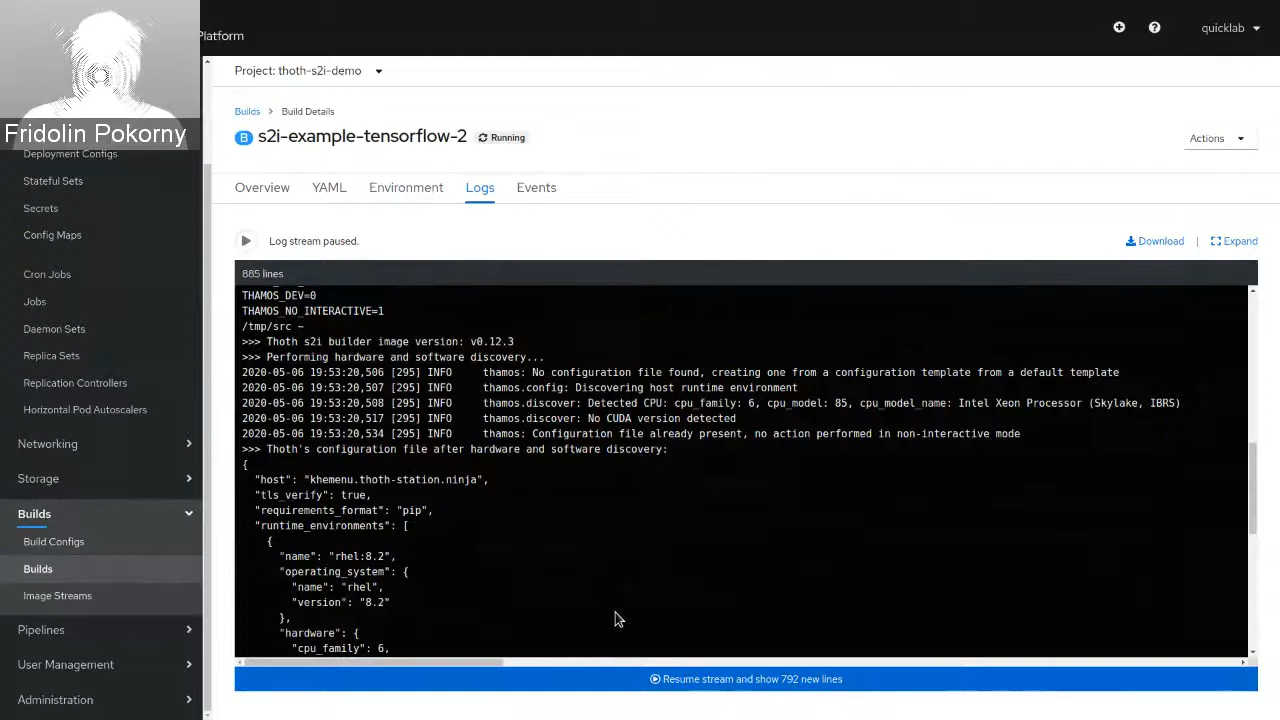 Platform
quicklab
Fridolin Pokorny
Deployment Configs
Stateful Sets
Secrets
Config Maps
Cron Jobs
Jobs
Daemon Sets
Replica Sets
Replication Controllers
Horizontal Pod Autoscalers
Networking
Storage
Builds
Build Configs
Builds
Image Streams
Pipelines
User Management
Administration
Project: thoth-s2i-demo
Builds > Build Details
B s2i-example-tensorflow-2 Running
Actions
Overview YAML Environment Logs Events
Log stream paused.
Download | Expand
885 lines
THAMOS_DEV=0
THAMOS_NO_INTERACTIVE=1
/tmp/src ~
>>> Thoth s2i builder image version: v0.12.3
>>> Performing hardware and software discovery...
2020-05-06 19:53:20,506 [295] INFO thamos: No configuration file found, creating one from a configuration template from a default template
2020-05-06 19:53:20,507 [295] INFO thamos.config: Discovering host runtime environment
2020-05-06 19:53:20,508 [295] INFO thamos.discover: Detected CPU: cpu_family: 6, cpu_model: 85, cpu_model_name: Intel Xeon Processor (Skylake, IBRS)
2020-05-06 19:53:20,517 [295] INFO thamos.discover: No CUDA version detected
2020-05-06 19:53:20,534 [295] INFO thamos: Configuration file already present, no action performed in non-interactive mode
>>> Thoth's configuration file after hardware and software discovery:
{
"host": "khemenu.thoth-station.ninja",
"tls_verify": true,
"requirements_format": "pip",
"runtime_environments": [
{
"name": "rhel:8.2",
"operating_system": {
"name": "rhel",
"version": "8.2"
},
"hardware": {
"cpu_family": 6,
Resume stream and show 792 new lines